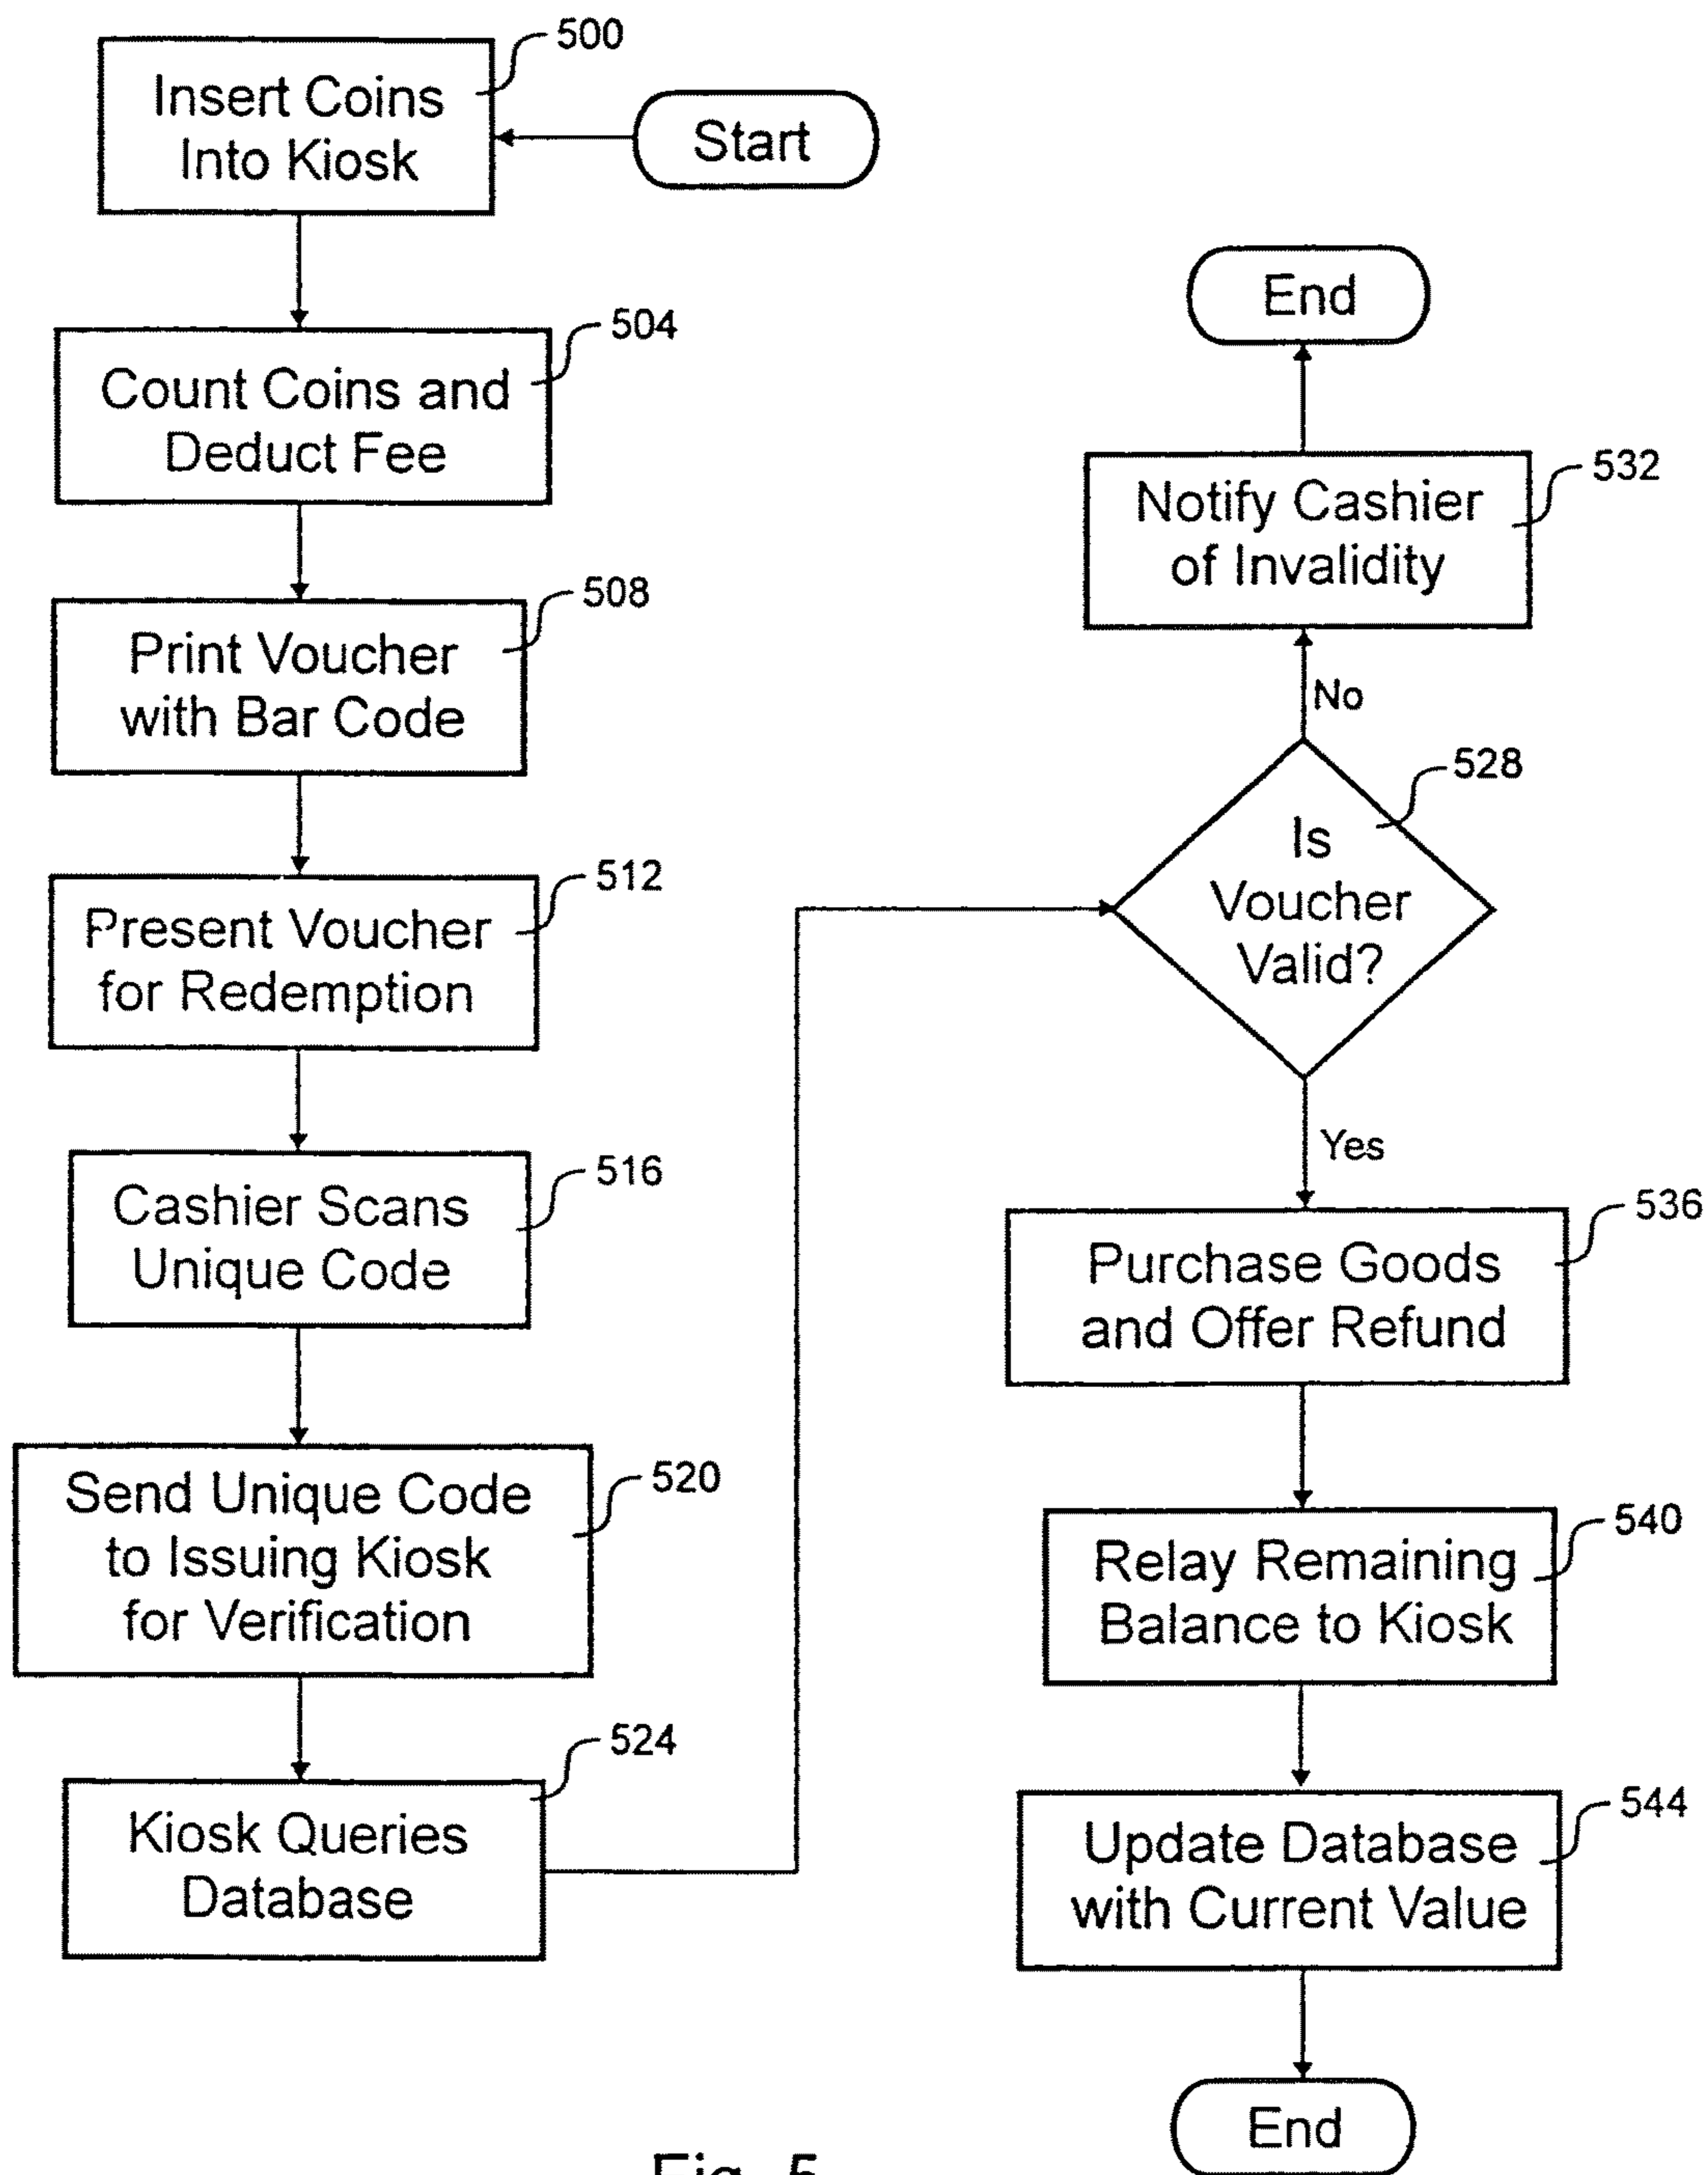 500
Insert Coins
Into Kiosk
Start
504
Count Coins and
Deduct Fee
508
Print Voucher
with Bar Code
512
Present Voucher
for Redemption
516
Cashier Scans
Unique Code
520
Send Unique Code
to Issuing Kiosk
for Verification
524
Kiosk Queries
Database
End
532
Notify Cashier
of Invalidity
No
528
Is
Voucher
Valid?
Yes
536
Purchase Goods
and Offer Refund
540
Relay Remaining
Balance to Kiosk
544
Update Database
with Current Value
End
Fig. 5